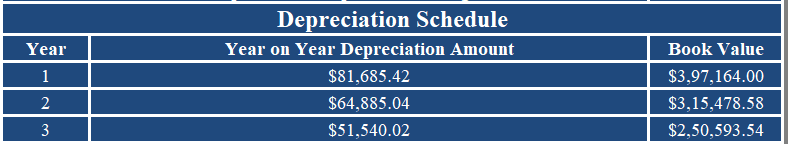 Depreciation Schedule
Year Year on Year Depreciation Amount Book Value
1 $81,685.42 $3,97,164.00
2 $64,885.04 $3,15,478.58
3 $51,540.02 $2,50,593.54